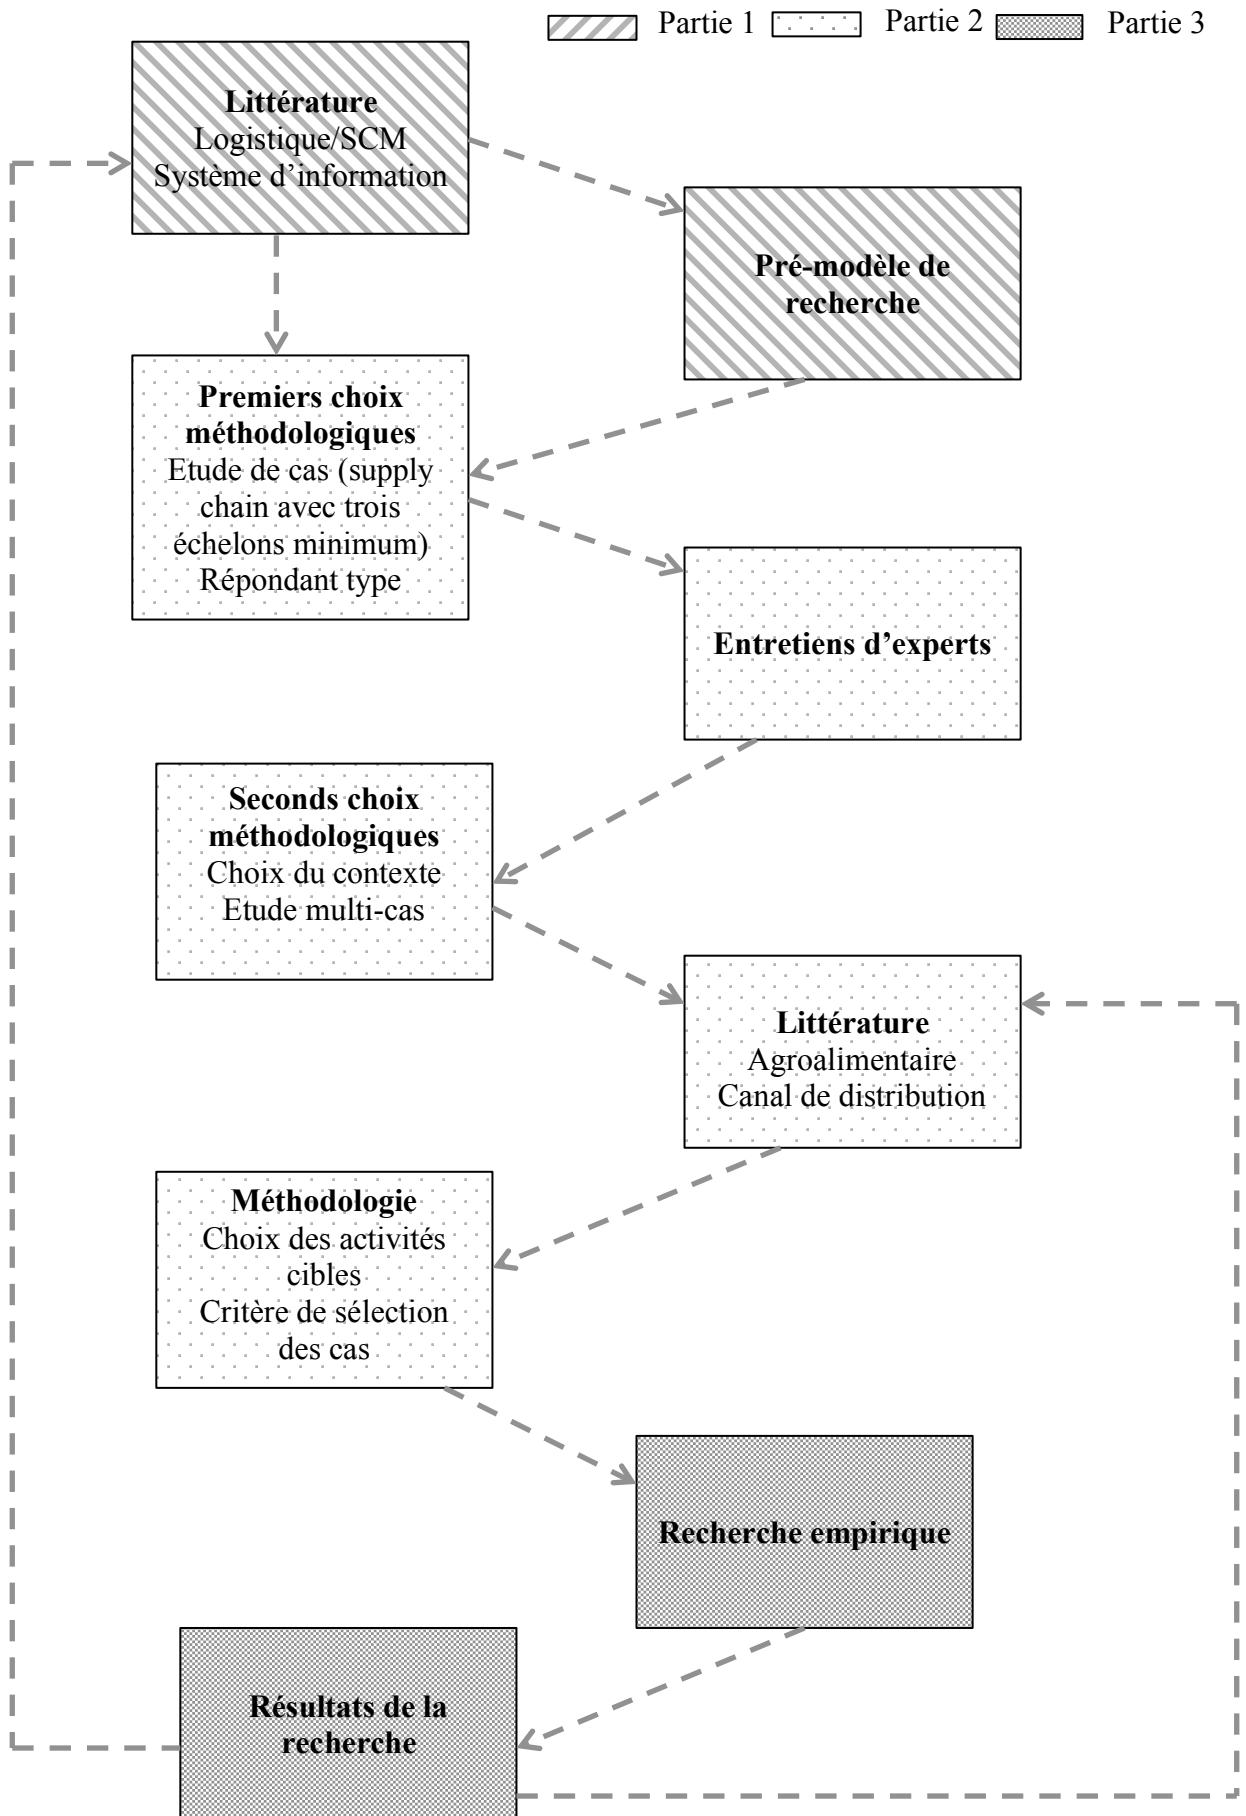 Partie 1
Partie 2
Partie 3
Littérature
Logistique/SCM
Système d’information
Pré-modèle de
recherche
Premiers choix
méthodologiques
Etude de cas (supply
chain avec trois
échelons minimum)
Répondant type
Entretiens d’experts
Seconds choix
méthodologiques
Choix du contexte
Etude multi-cas
Littérature
Agroalimentaire
Canal de distribution
Méthodologie
Choix des activités
cibles
Critère de sélection
des cas
Recherche empirique
Résultats de la
recherche